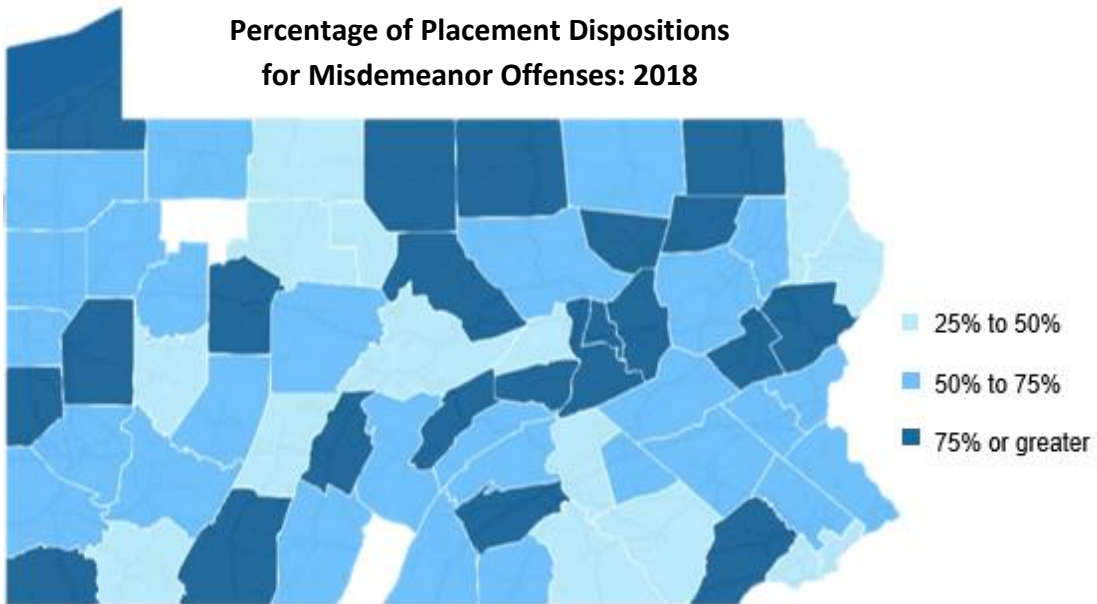 Percentage of Placement Dispositions
for Misdemeanor Offenses: 2018
25% to 50%
50% to 75%
75% or greater